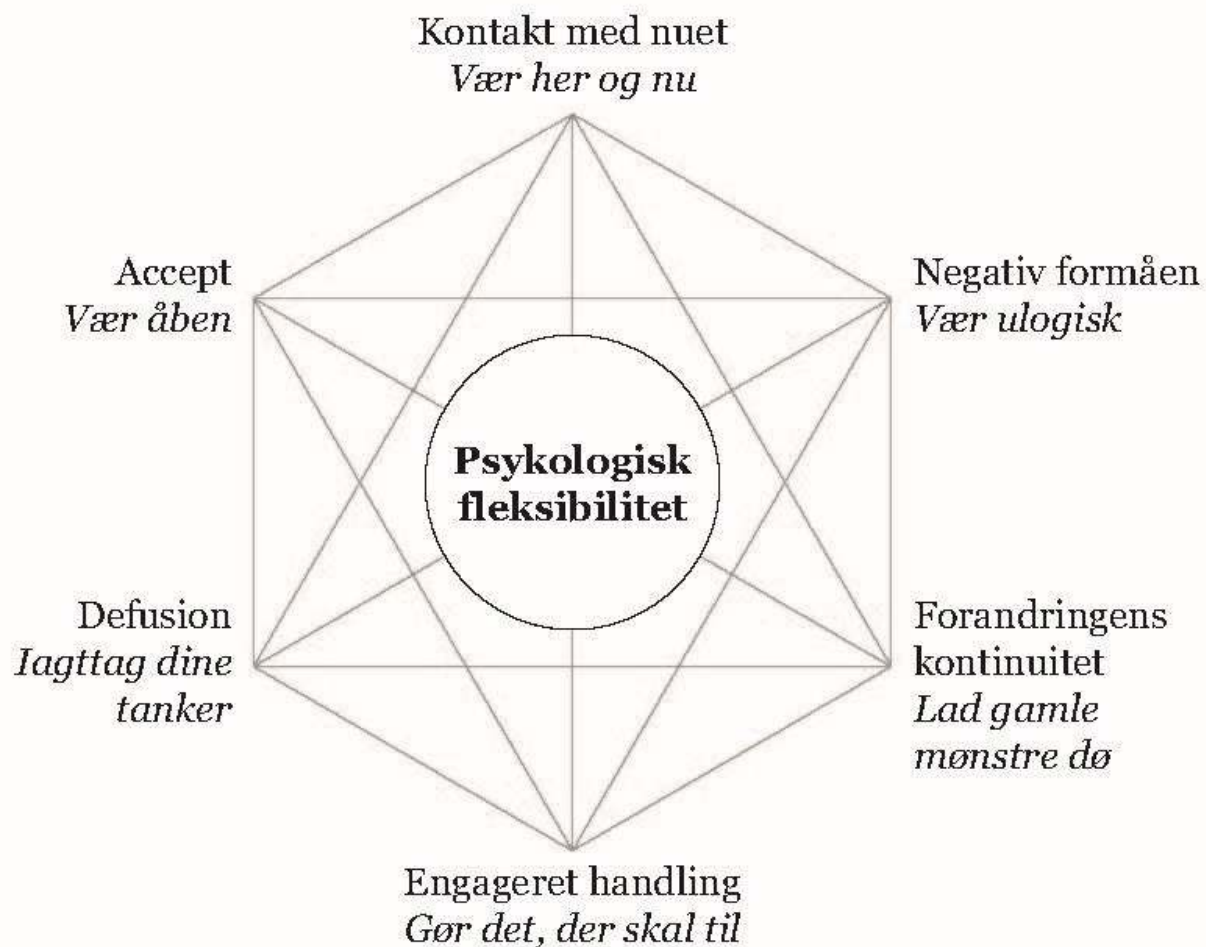 Kontakt med nuet
Vær her og nu
Accept
Vær åben
Negativ formåen
Vær ulogisk
Psykologisk
fleksibilitet
Defusion
Iagttag dine
tanker
Forandringens
kontinuitet
Lad gamle
mønstre dø
Engageret handling
Gør det, der skal til